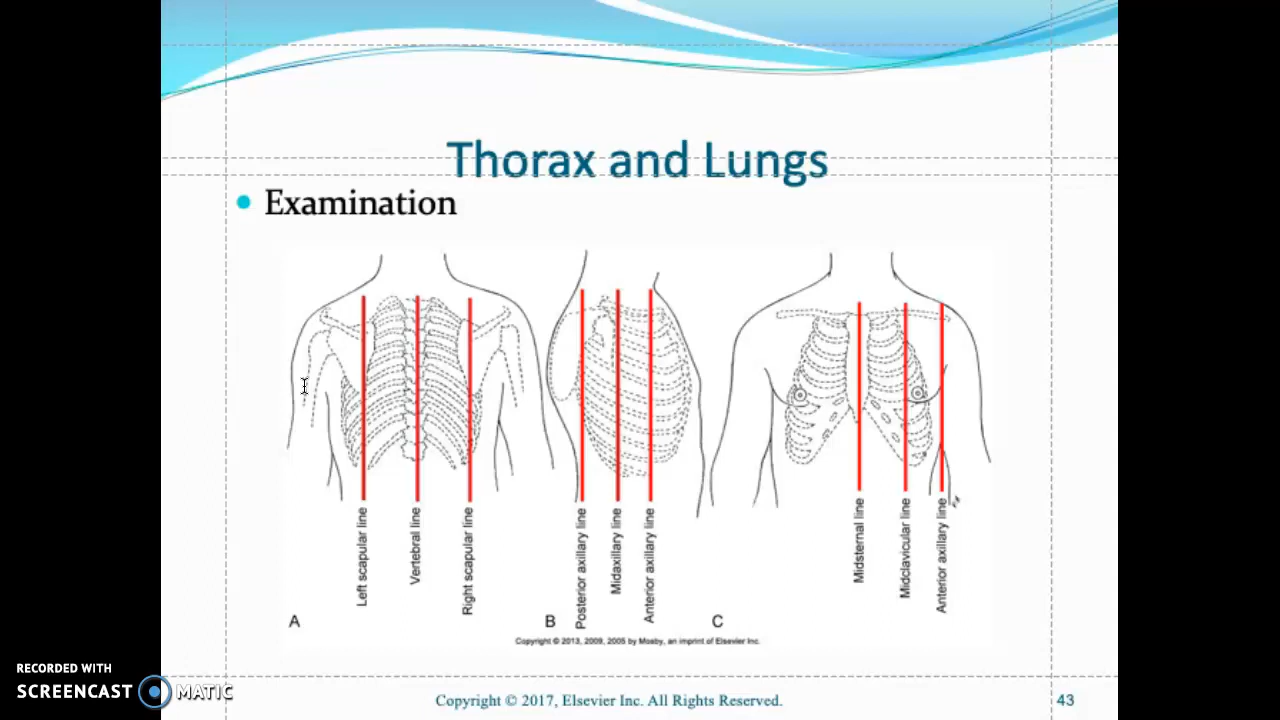 Thorax and Lungs
Examination
Left scapular line
Vertebral line
Right scapular line
Posterior axillary line
Midaxillary line
Anterior axillary line
Midsternal line
Midclavicular line
Anterior axillary line
A
B
C
Copyright © 2013, 2009, 2005 by Mosby, an imprint of Elsevier Inc.
RECORDED WITH
SCREENCAST MATIC
Copyright © 2017, Elsevier Inc. All Rights Reserved.
43